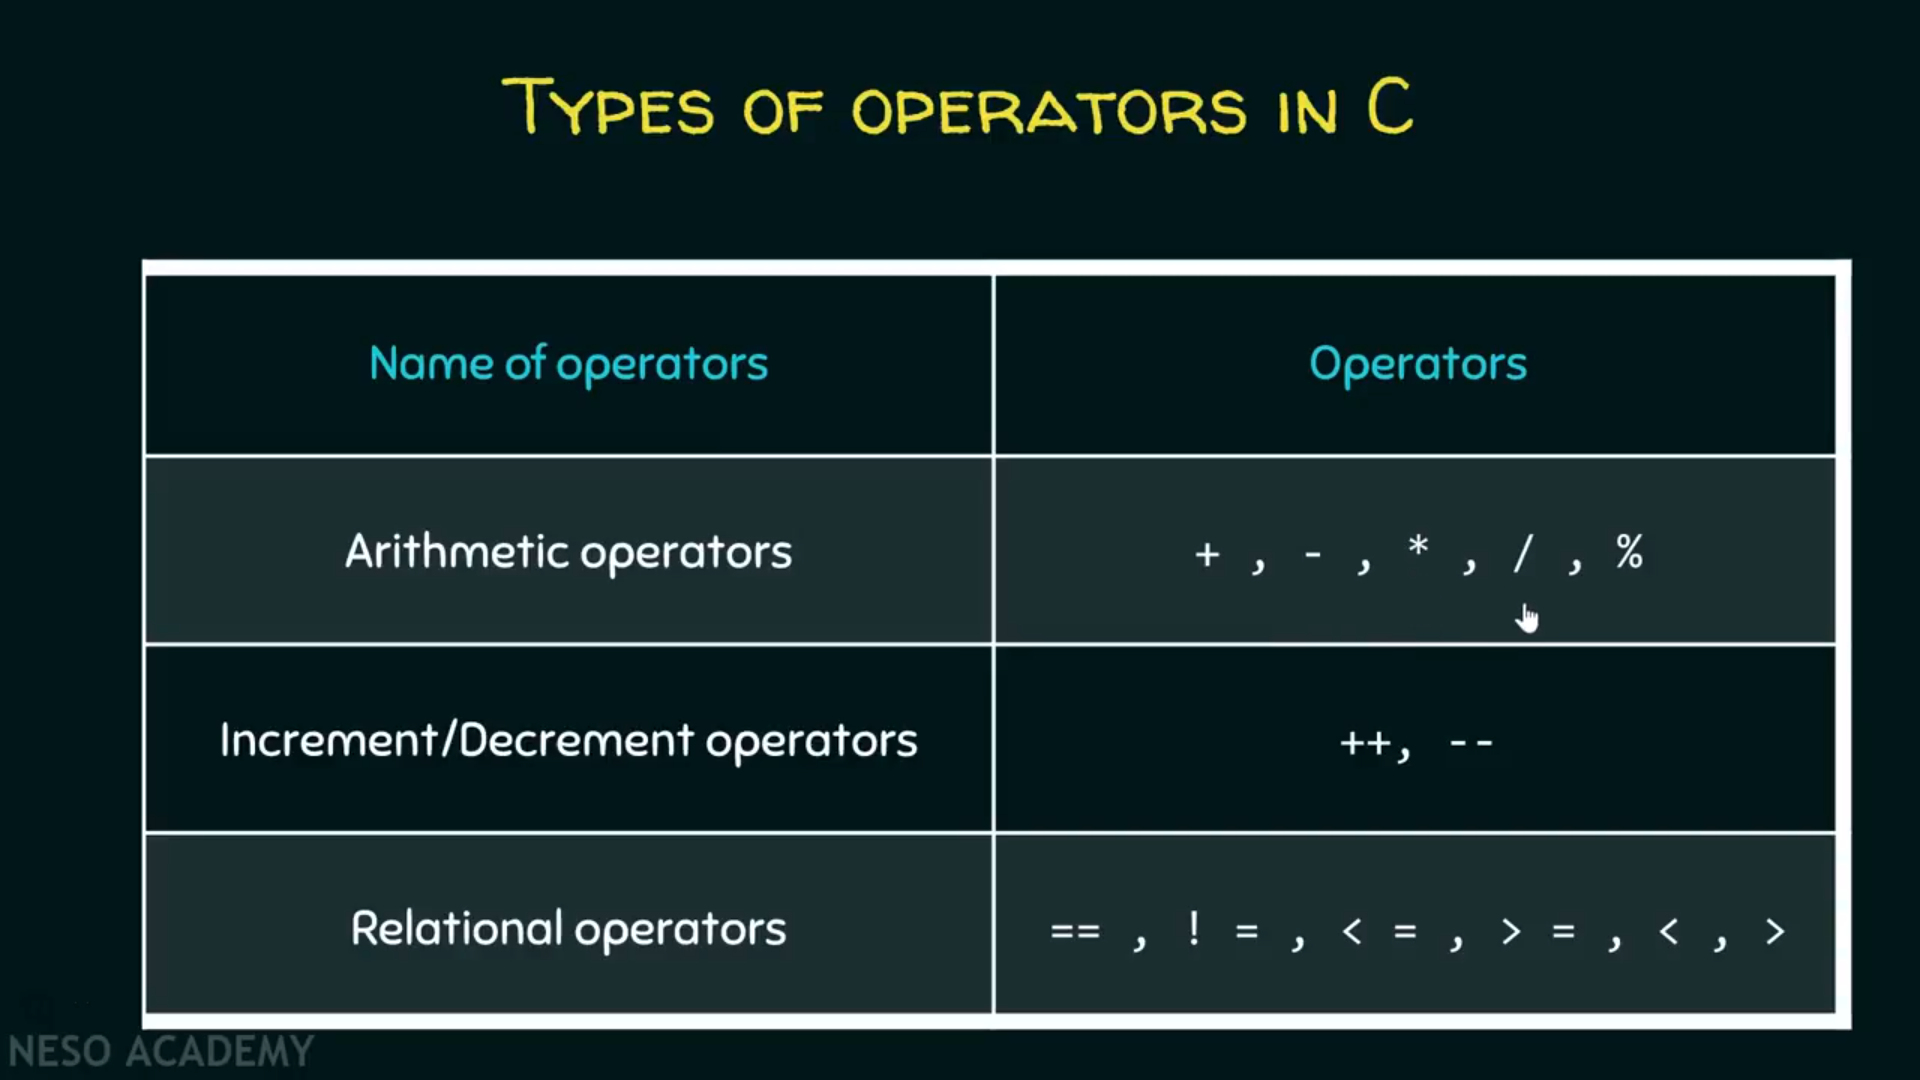 TYPES OF OPERATORS IN C
Name of operators
Operators
Arithmetic operators
+ , - , * , / , %
Increment/Decrement operators
++, --
Relational operators
== , ! = , < = , > = , < , >
NESO ACADEMY